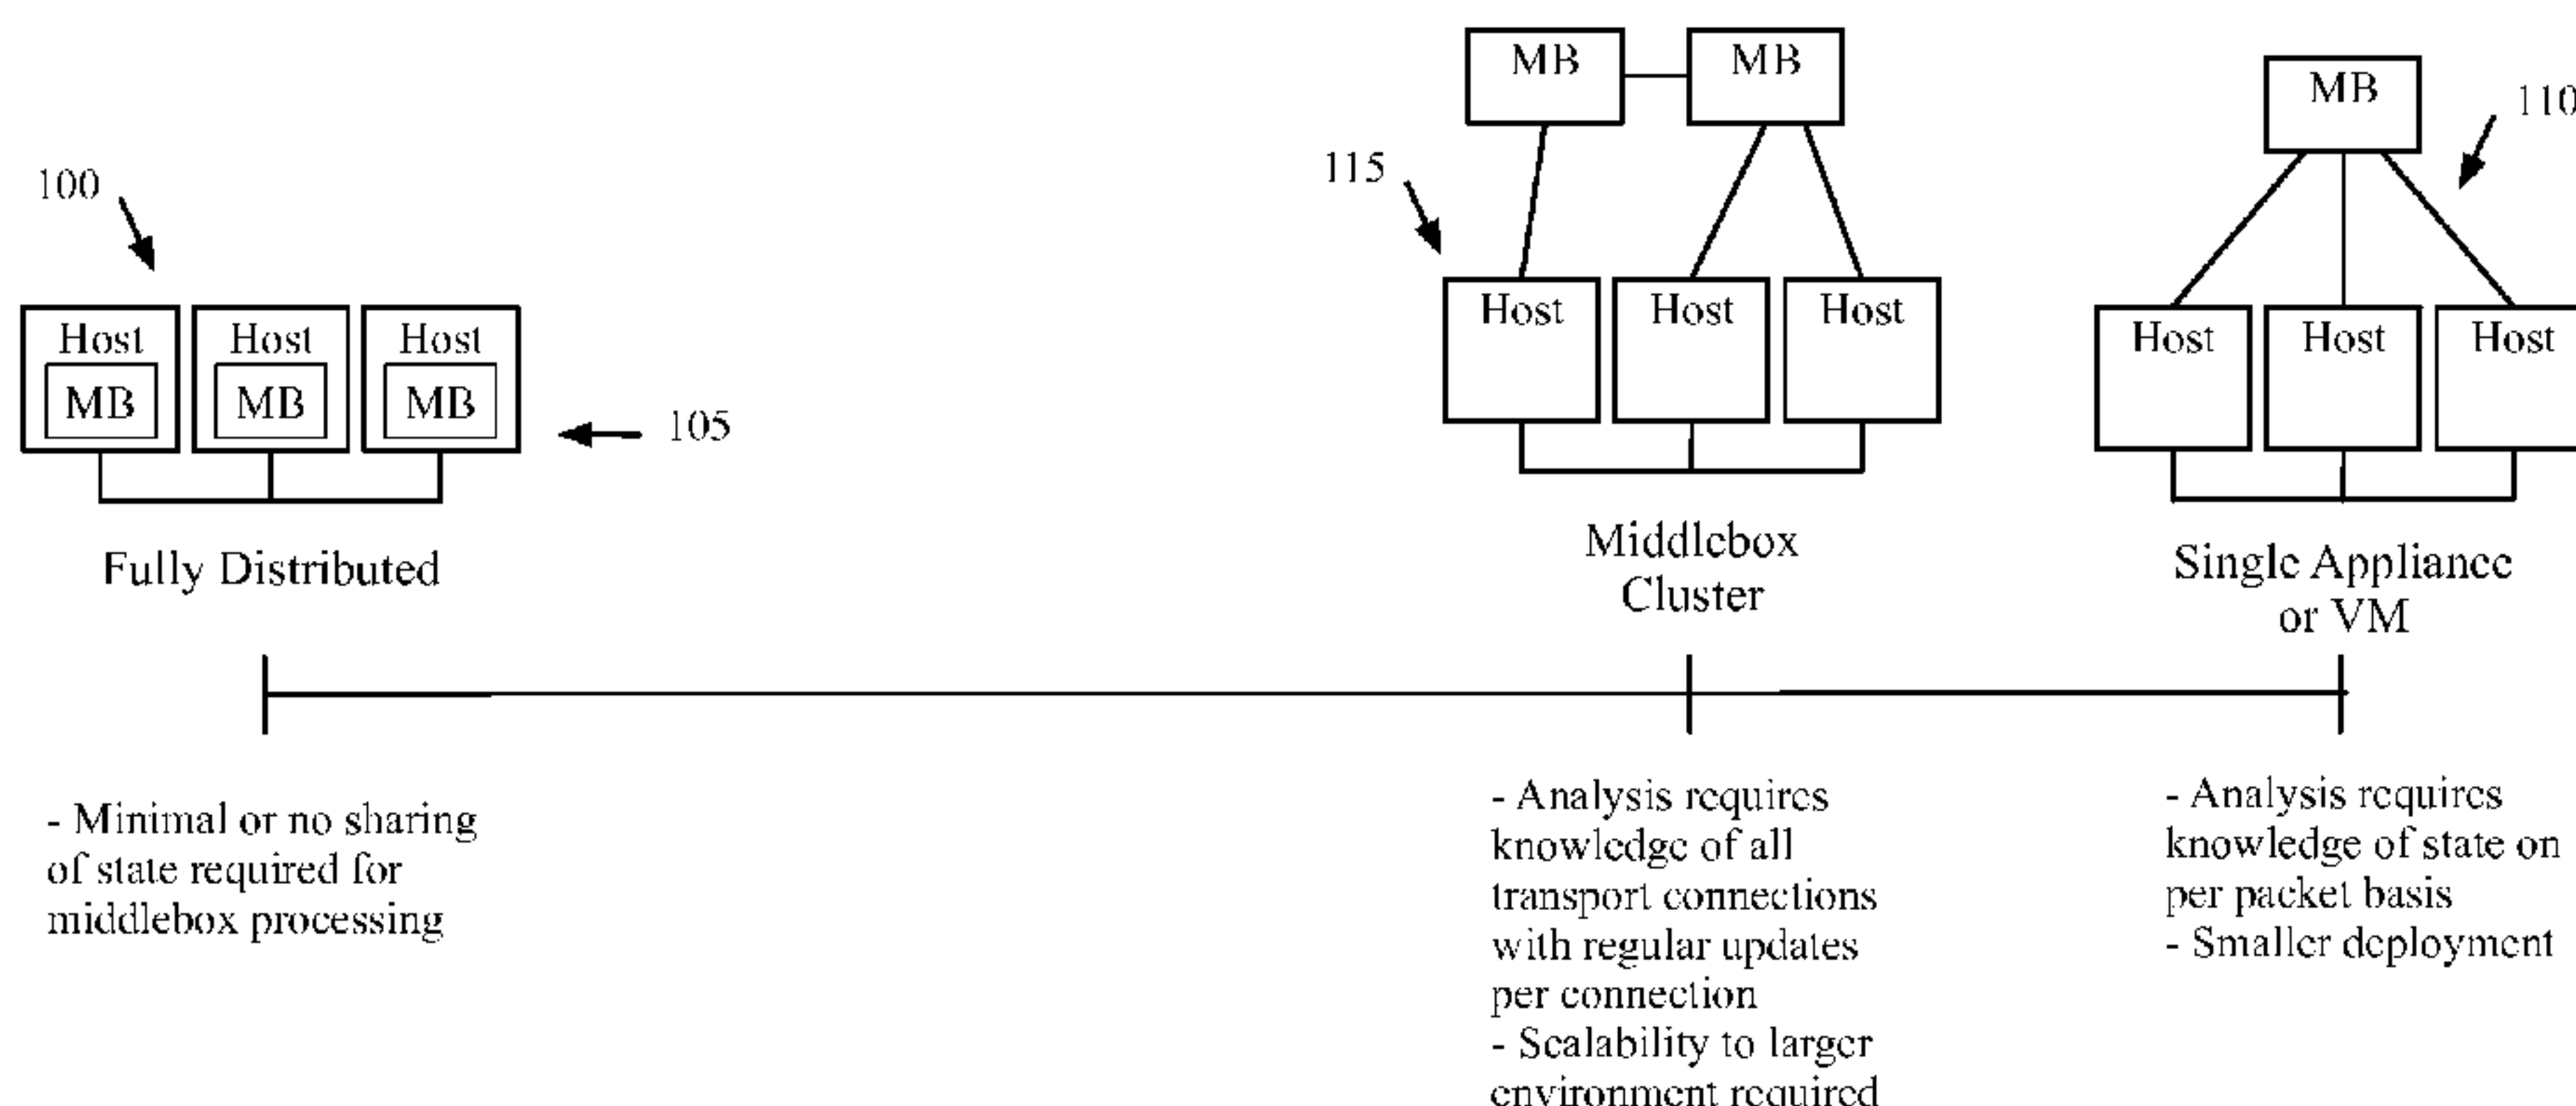 MB MB
MB
110
115
100
Host Host Host
Host Host Host
Host Host Host
MB MB MB
105
Fully Distributed
Middlebox
Cluster
Single Appliance
or VM
- Minimal or no sharing
of state required for
middlebox processing
- Analysis requires
knowledge of all
transport connections
with regular updates
per connection
- Scalability to larger
environment required
- Analysis requires
knowledge of state on
per packet basis
- Smaller deployment